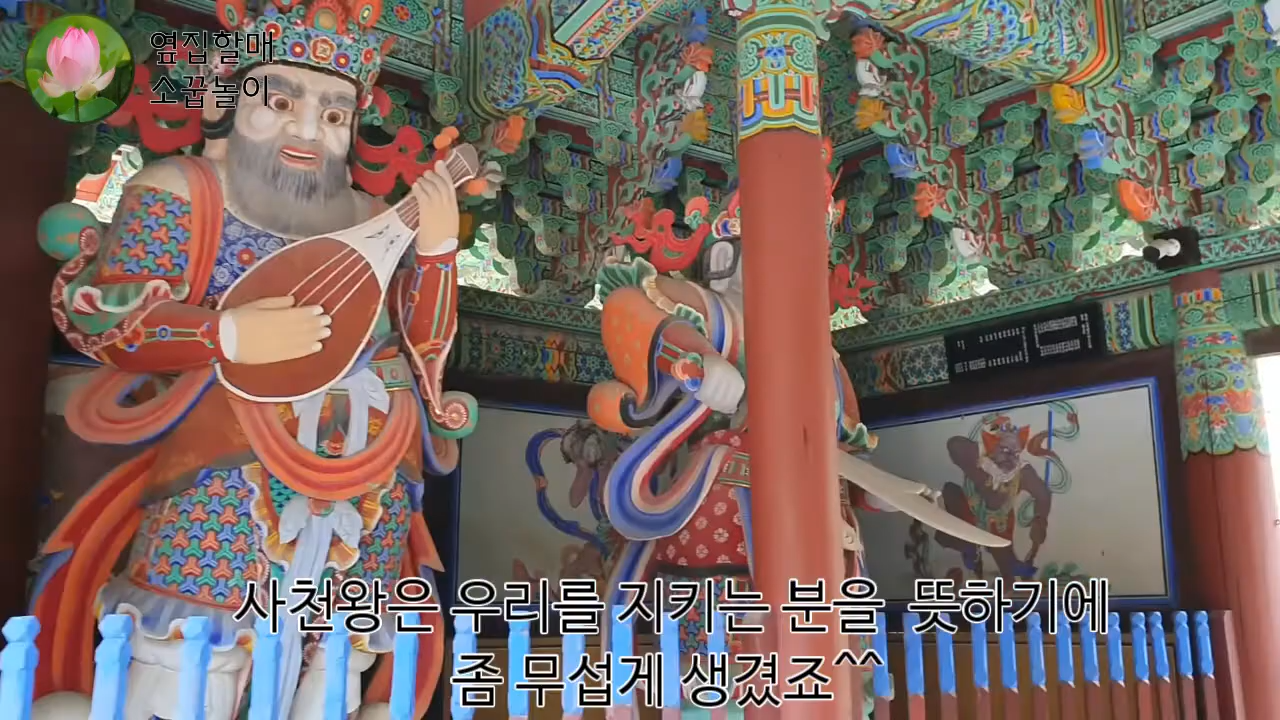 옆집할매
소꿉놀이
사천왕은 우리를 지키는 분을 뜻하기에
좀 무섭게 생겼죠^^